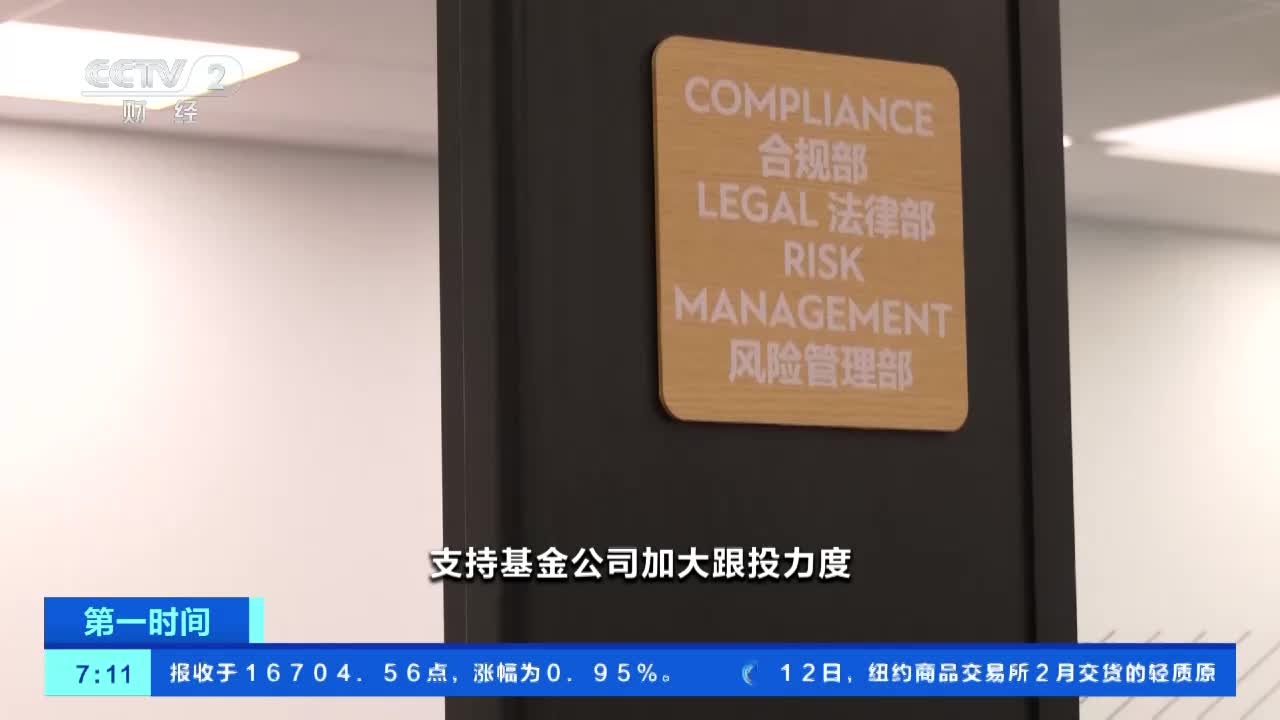 CCTV 2
财经
COMPLIANCE
合规部
LEGAL 法律部
RISK
MANAGEMENT
风险管理部
支持基金公司加大跟投力度
第一时间
7:11 报收于16704.56点，涨幅为0.95%。 12日，纽约商品交易所2月交货的轻质原